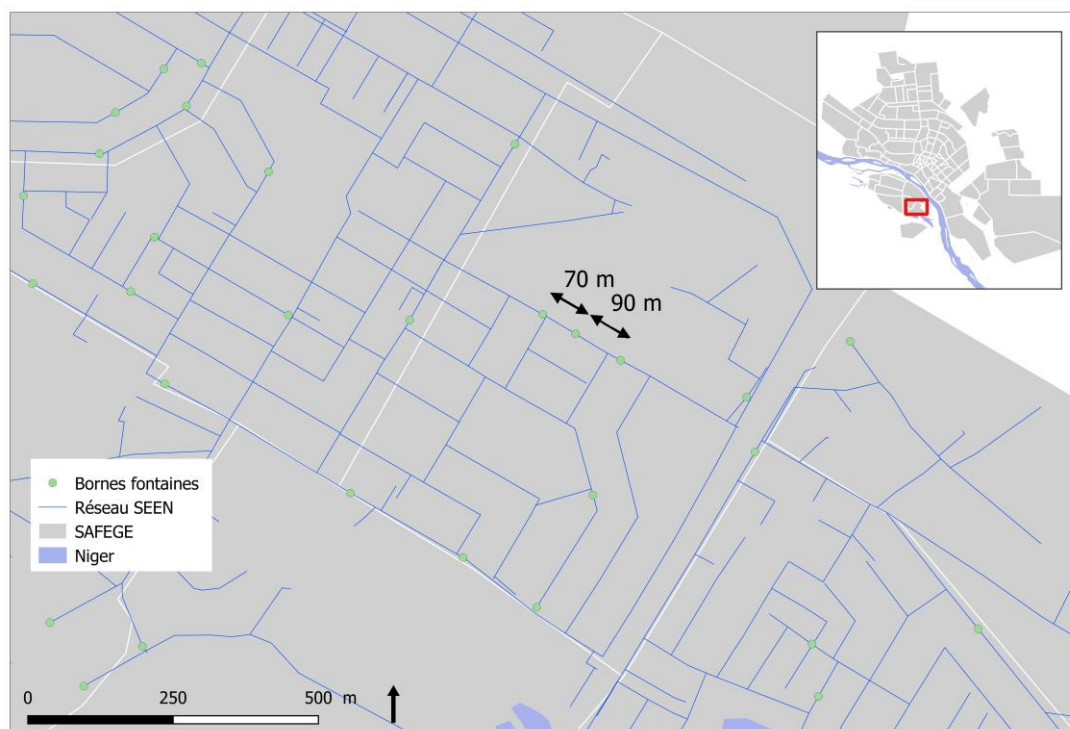 70 m
90 m
Bornes fontaines
Réseau SEEN
SAFEGE
Niger
0 250 500 m